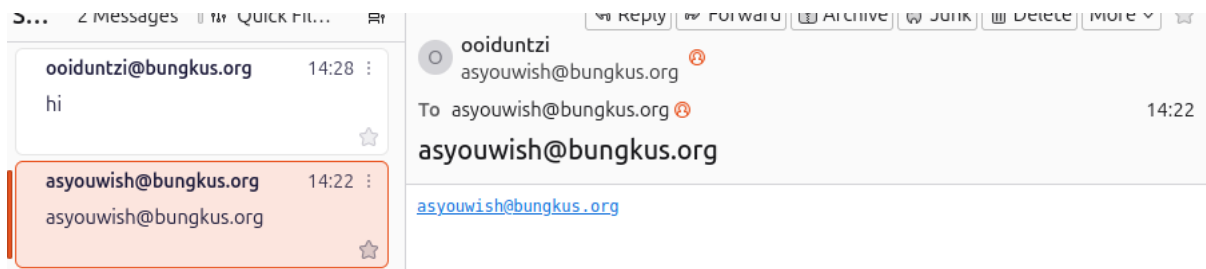 S... 2 Messages Quick Fil...
ooiduntzi@bungkus.org 14:28
hi
asyouwish@bungkus.org 14:22
asyouwish@bungkus.org
Reply Forward Archive Junk Delete More
O
ooiduntzi
asyouwish@bungkus.org
To asyouwish@bungkus.org 14:22
asyouwish@bungkus.org
asyouwish@bungkus.org